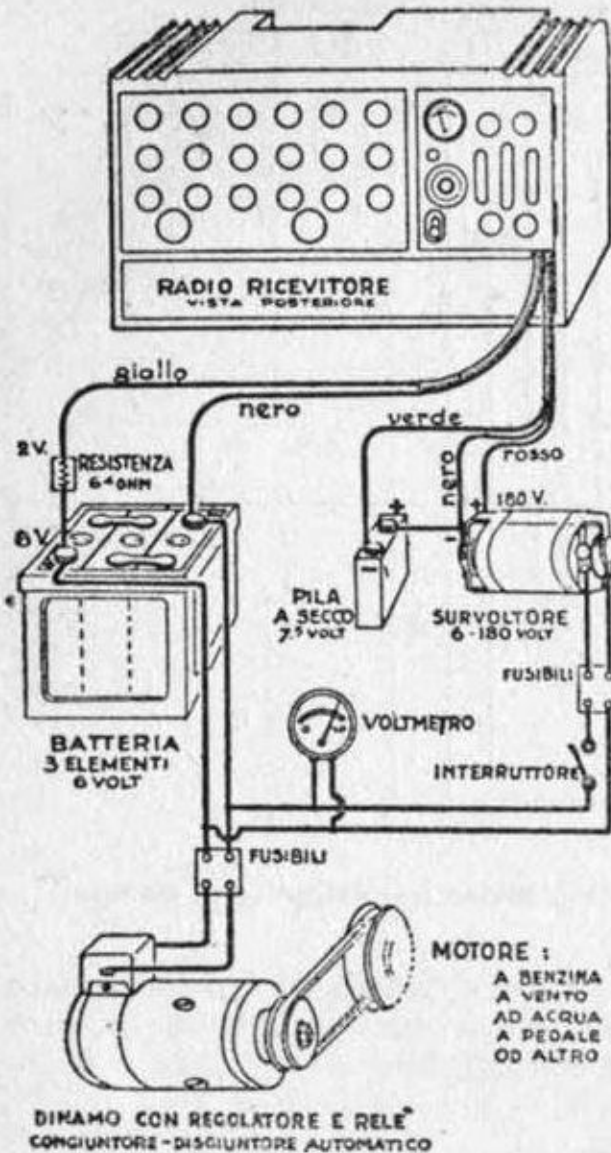 RADIO RICEVITORE
VISTA POSTERIORE
giallo
nero
verde
nero
rosso
2V.
RESISTENZA
6Ω OHM
+
180 V.
+
6V.
-
-
PILA
A SECCO
7,5 VOLT
SURVOLTORE
6-180 VOLT
FUSIBILI
VOLTMETRO
BATTERIA
3 ELEMENTI
6 VOLT
INTERRUTTORE
FUSIBILI
MOTORE :
A BENZINA
A VENTO
AD ACQUA
A PEDALE
OD ALTRO
DINAMO CON REGOLATORE E RELE'
CONGIUNTORE-DISGIUNTORE AUTOMATICO